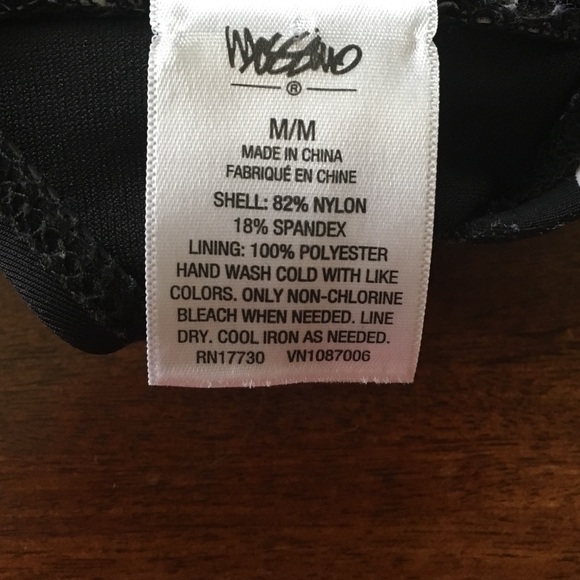 Mossimo
®
M/M
MADE IN CHINA
FABRIQUÉ EN CHINE
SHELL: 82% NYLON
18% SPANDEX
LINING: 100% POLYESTER
HAND WASH COLD WITH LIKE
COLORS. ONLY NON-CHLORINE
BLEACH WHEN NEEDED. LINE
DRY. COOL IRON AS NEEDED.
RN17730 VN1087006